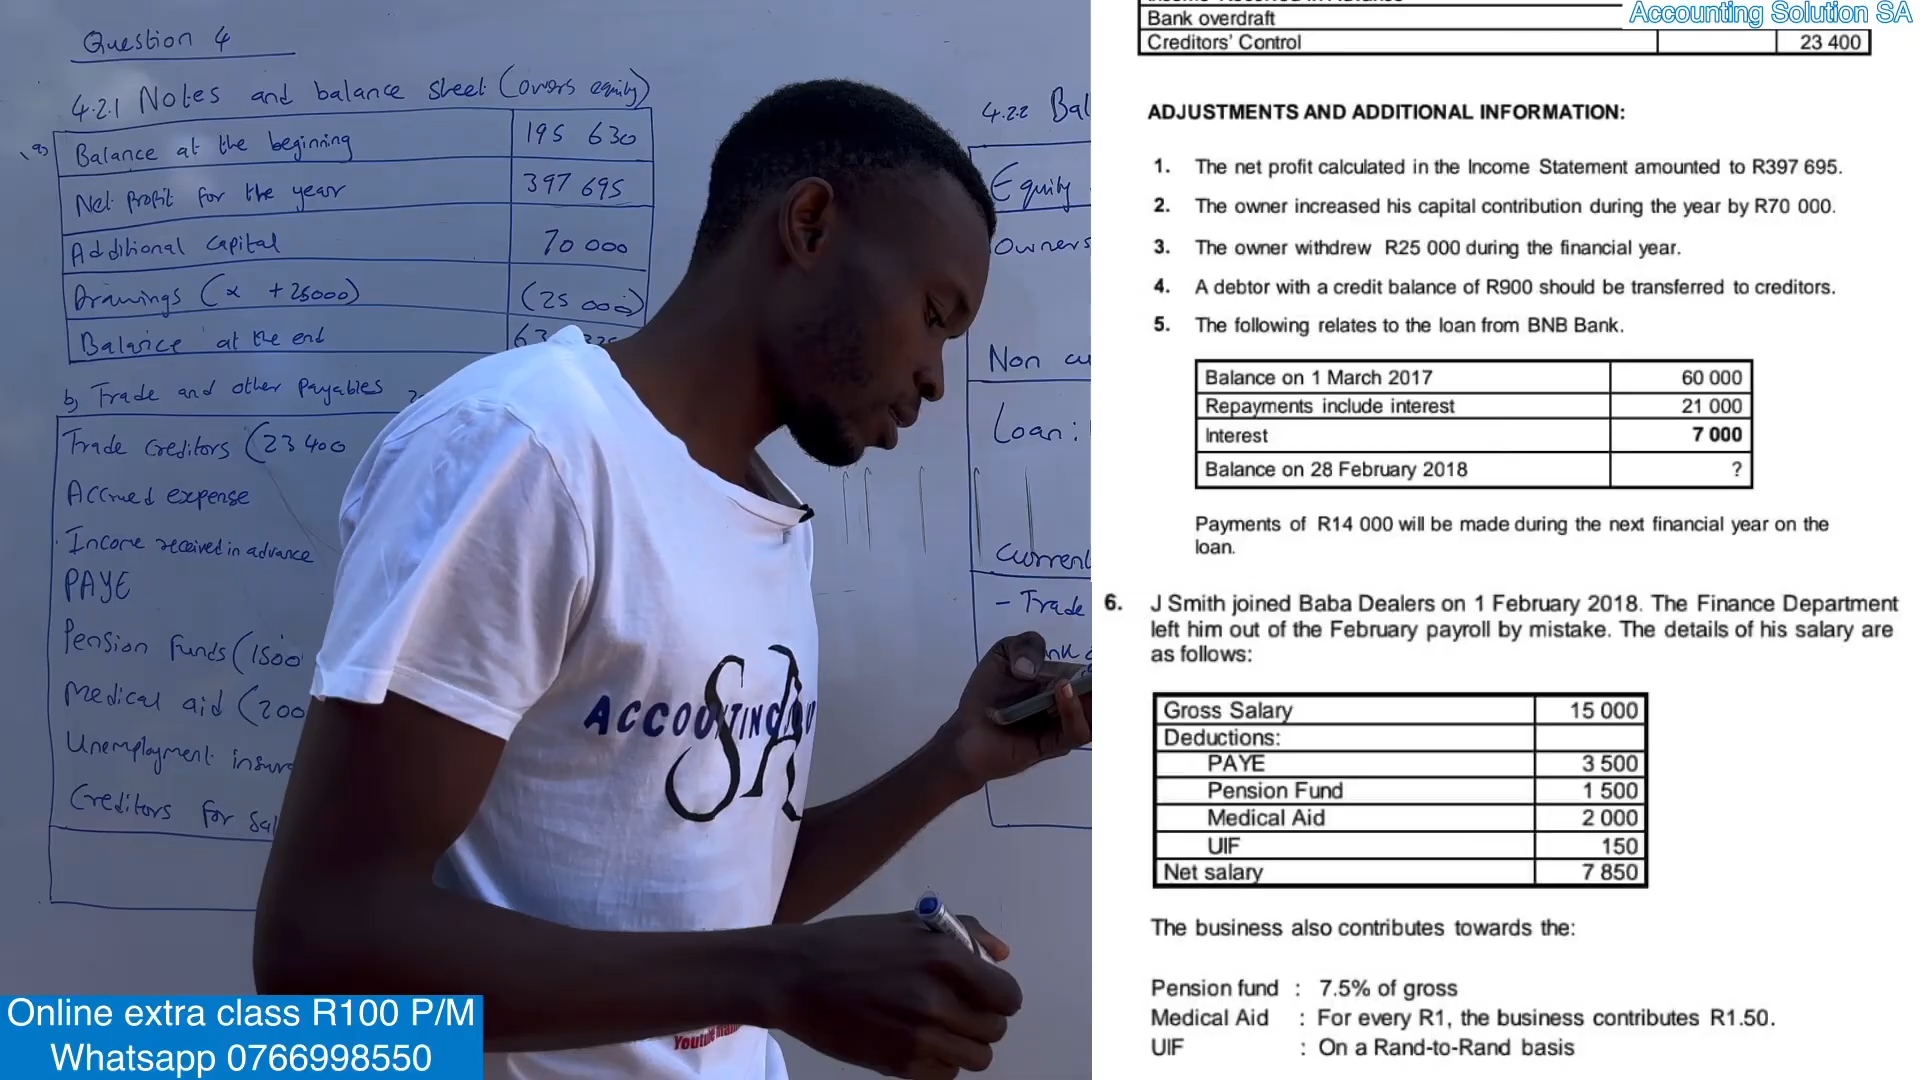 Question 4
4.2.1 Notes and balance sheet (owners equity)
a)
Balance at the beginning 195 630
Net profit for the year 397 695
Additional capital 70 000
Drawings (x +25000) (25 000)
Balance at the end
b) Trade and other payables
Trade creditors (23 400
Accrued expense
Income received in advance
PAYE
Pension funds (1500
Medical aid (200
Unemployment
Creditors for
4.2.2
Equity
Owners
Non
Loan:
- Trade
ACCOUNTING
SA
Online extra class R100 P/M
Whatsapp 0766998550
Accounting Solution SA
Bank overdraft
Creditors' Control 23 400
ADJUSTMENTS AND ADDITIONAL INFORMATION:
1. The net profit calculated in the Income Statement amounted to R397 695.
2. The owner increased his capital contribution during the year by R70 000.
3. The owner withdrew R25 000 during the financial year.
4. A debtor with a credit balance of R900 should be transferred to creditors.
5. The following relates to the loan from BNB Bank.
Balance on 1 March 2017 60 000
Repayments include interest 21 000
Interest 7 000
Balance on 28 February 2018 ?
Payments of R14 000 will be made during the next financial year on the
loan.
6. J Smith joined Baba Dealers on 1 February 2018. The Finance Department
left him out of the February payroll by mistake. The details of his salary are
as follows:
Gross Salary 15 000
Deductions:
PAYE 3 500
Pension Fund 1 500
Medical Aid 2 000
UIF 150
Net salary 7 850
The business also contributes towards the:
Pension fund : 7.5% of gross
Medical Aid : For every R1, the business contributes R1.50.
UIF : On a Rand-to-Rand basis